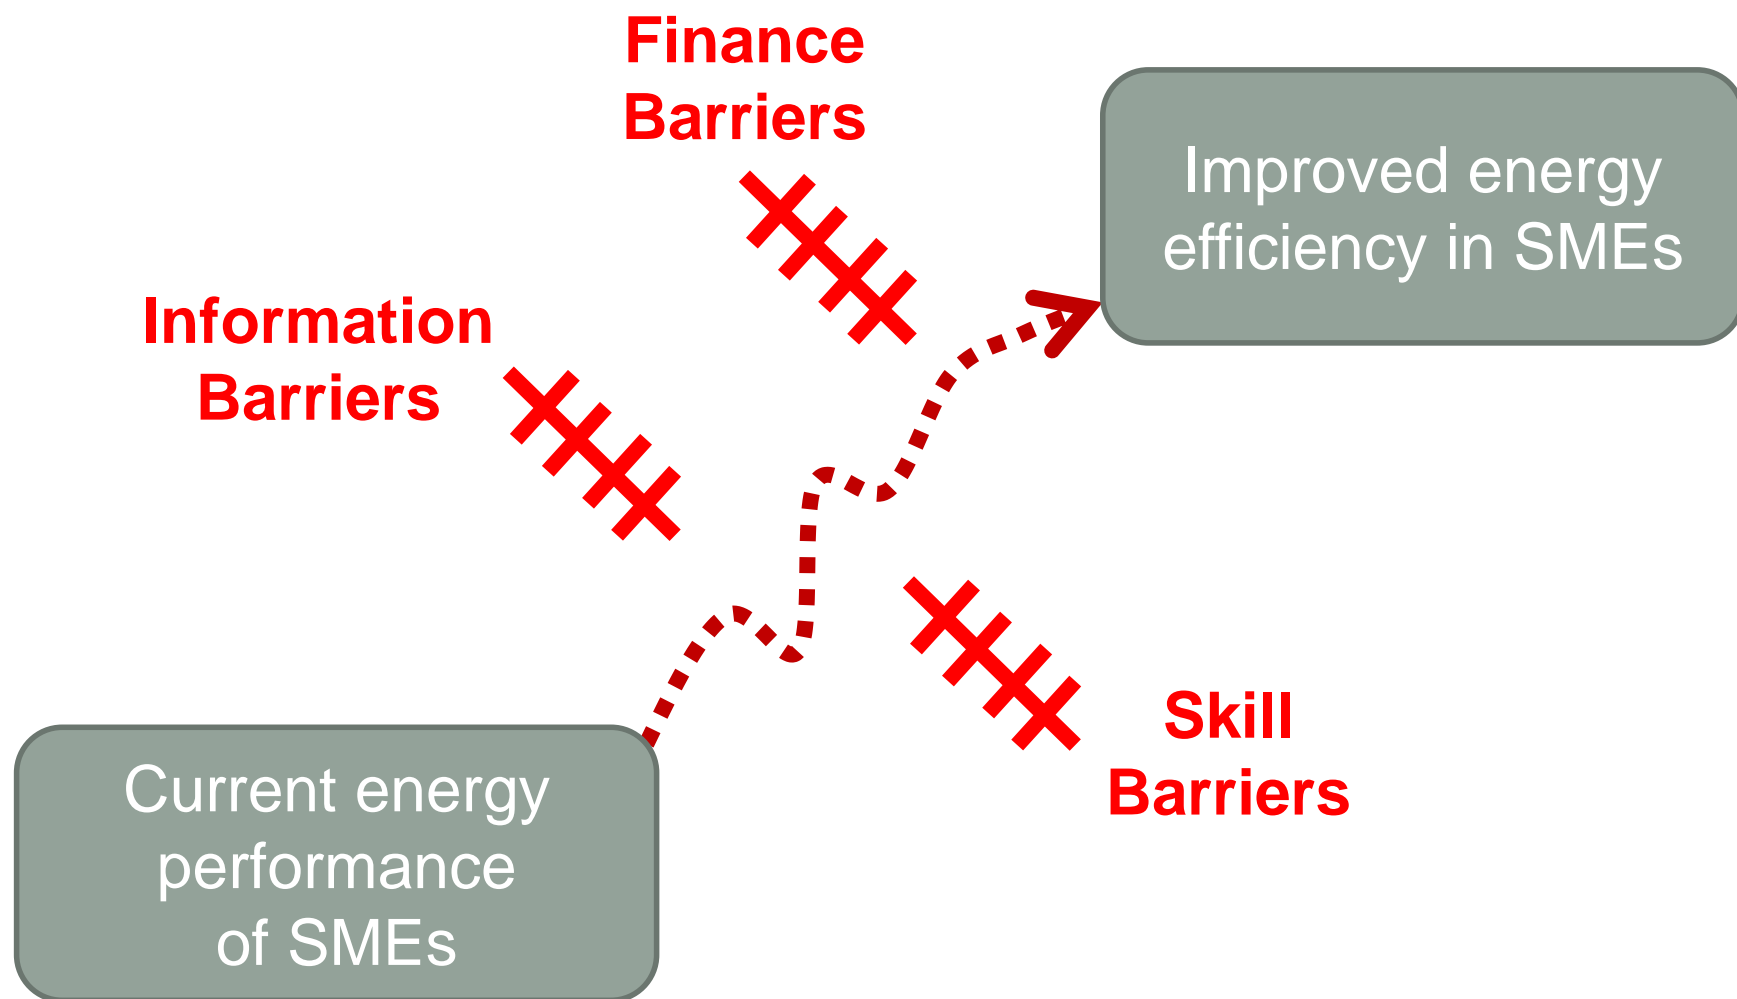 Finance
Barriers
Improved energy
efficiency in SMEs
Information
Barriers
Skill
Barriers
Current energy
performance
of SMEs